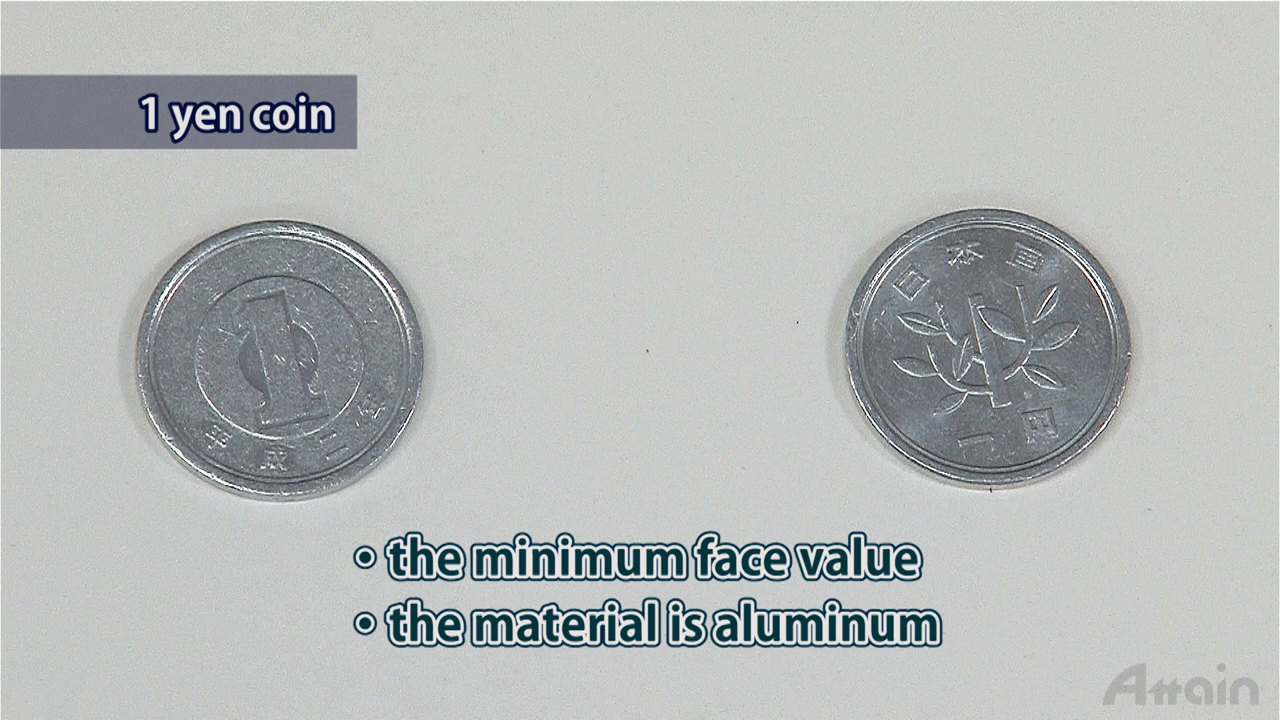 1 yen coin
1
平成二年
日本国
一円
• the minimum face value
• the material is aluminum
Attain